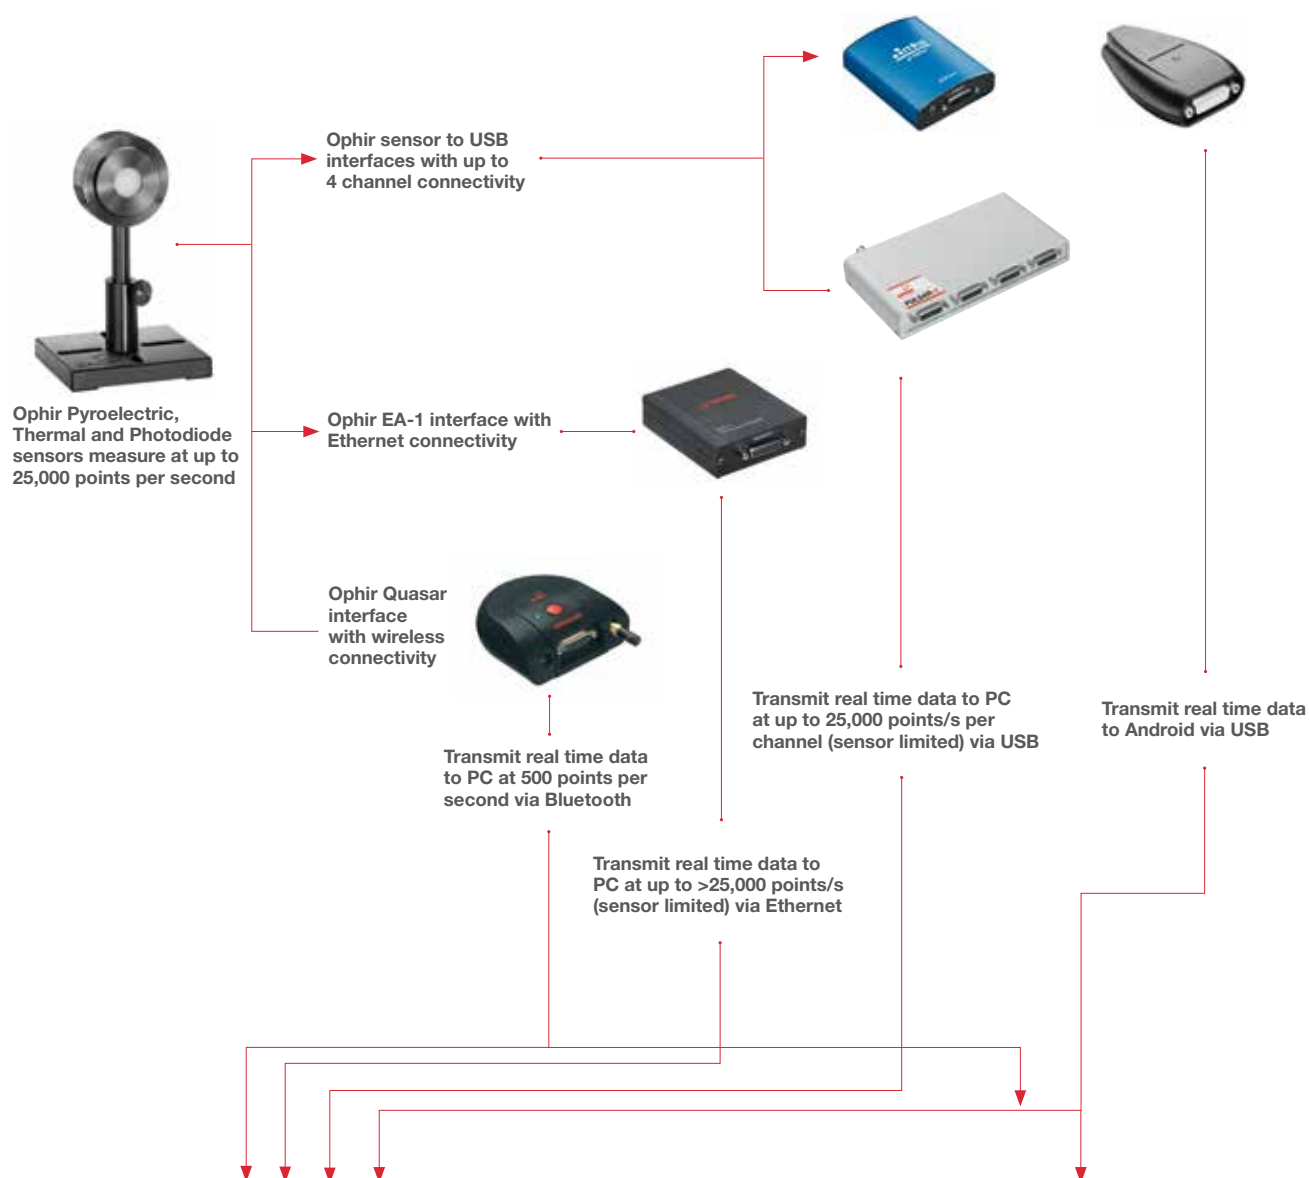 Ophir sensor to USB
interfaces with up to
4 channel connectivity
Ophir Pyroelectric,
Thermal and Photodiode
sensors measure at up to
25,000 points per second
Ophir EA-1 interface with
Ethernet connectivity
Ophir Quasar
interface
with wireless
connectivity
Transmit real time data
to PC at 500 points per
second via Bluetooth
Transmit real time data to
PC at up to >25,000 points/s
(sensor limited) via Ethernet
Transmit real time data to PC
at up to 25,000 points/s per
channel (sensor limited) via USB
Transmit real time data
to Android via USB